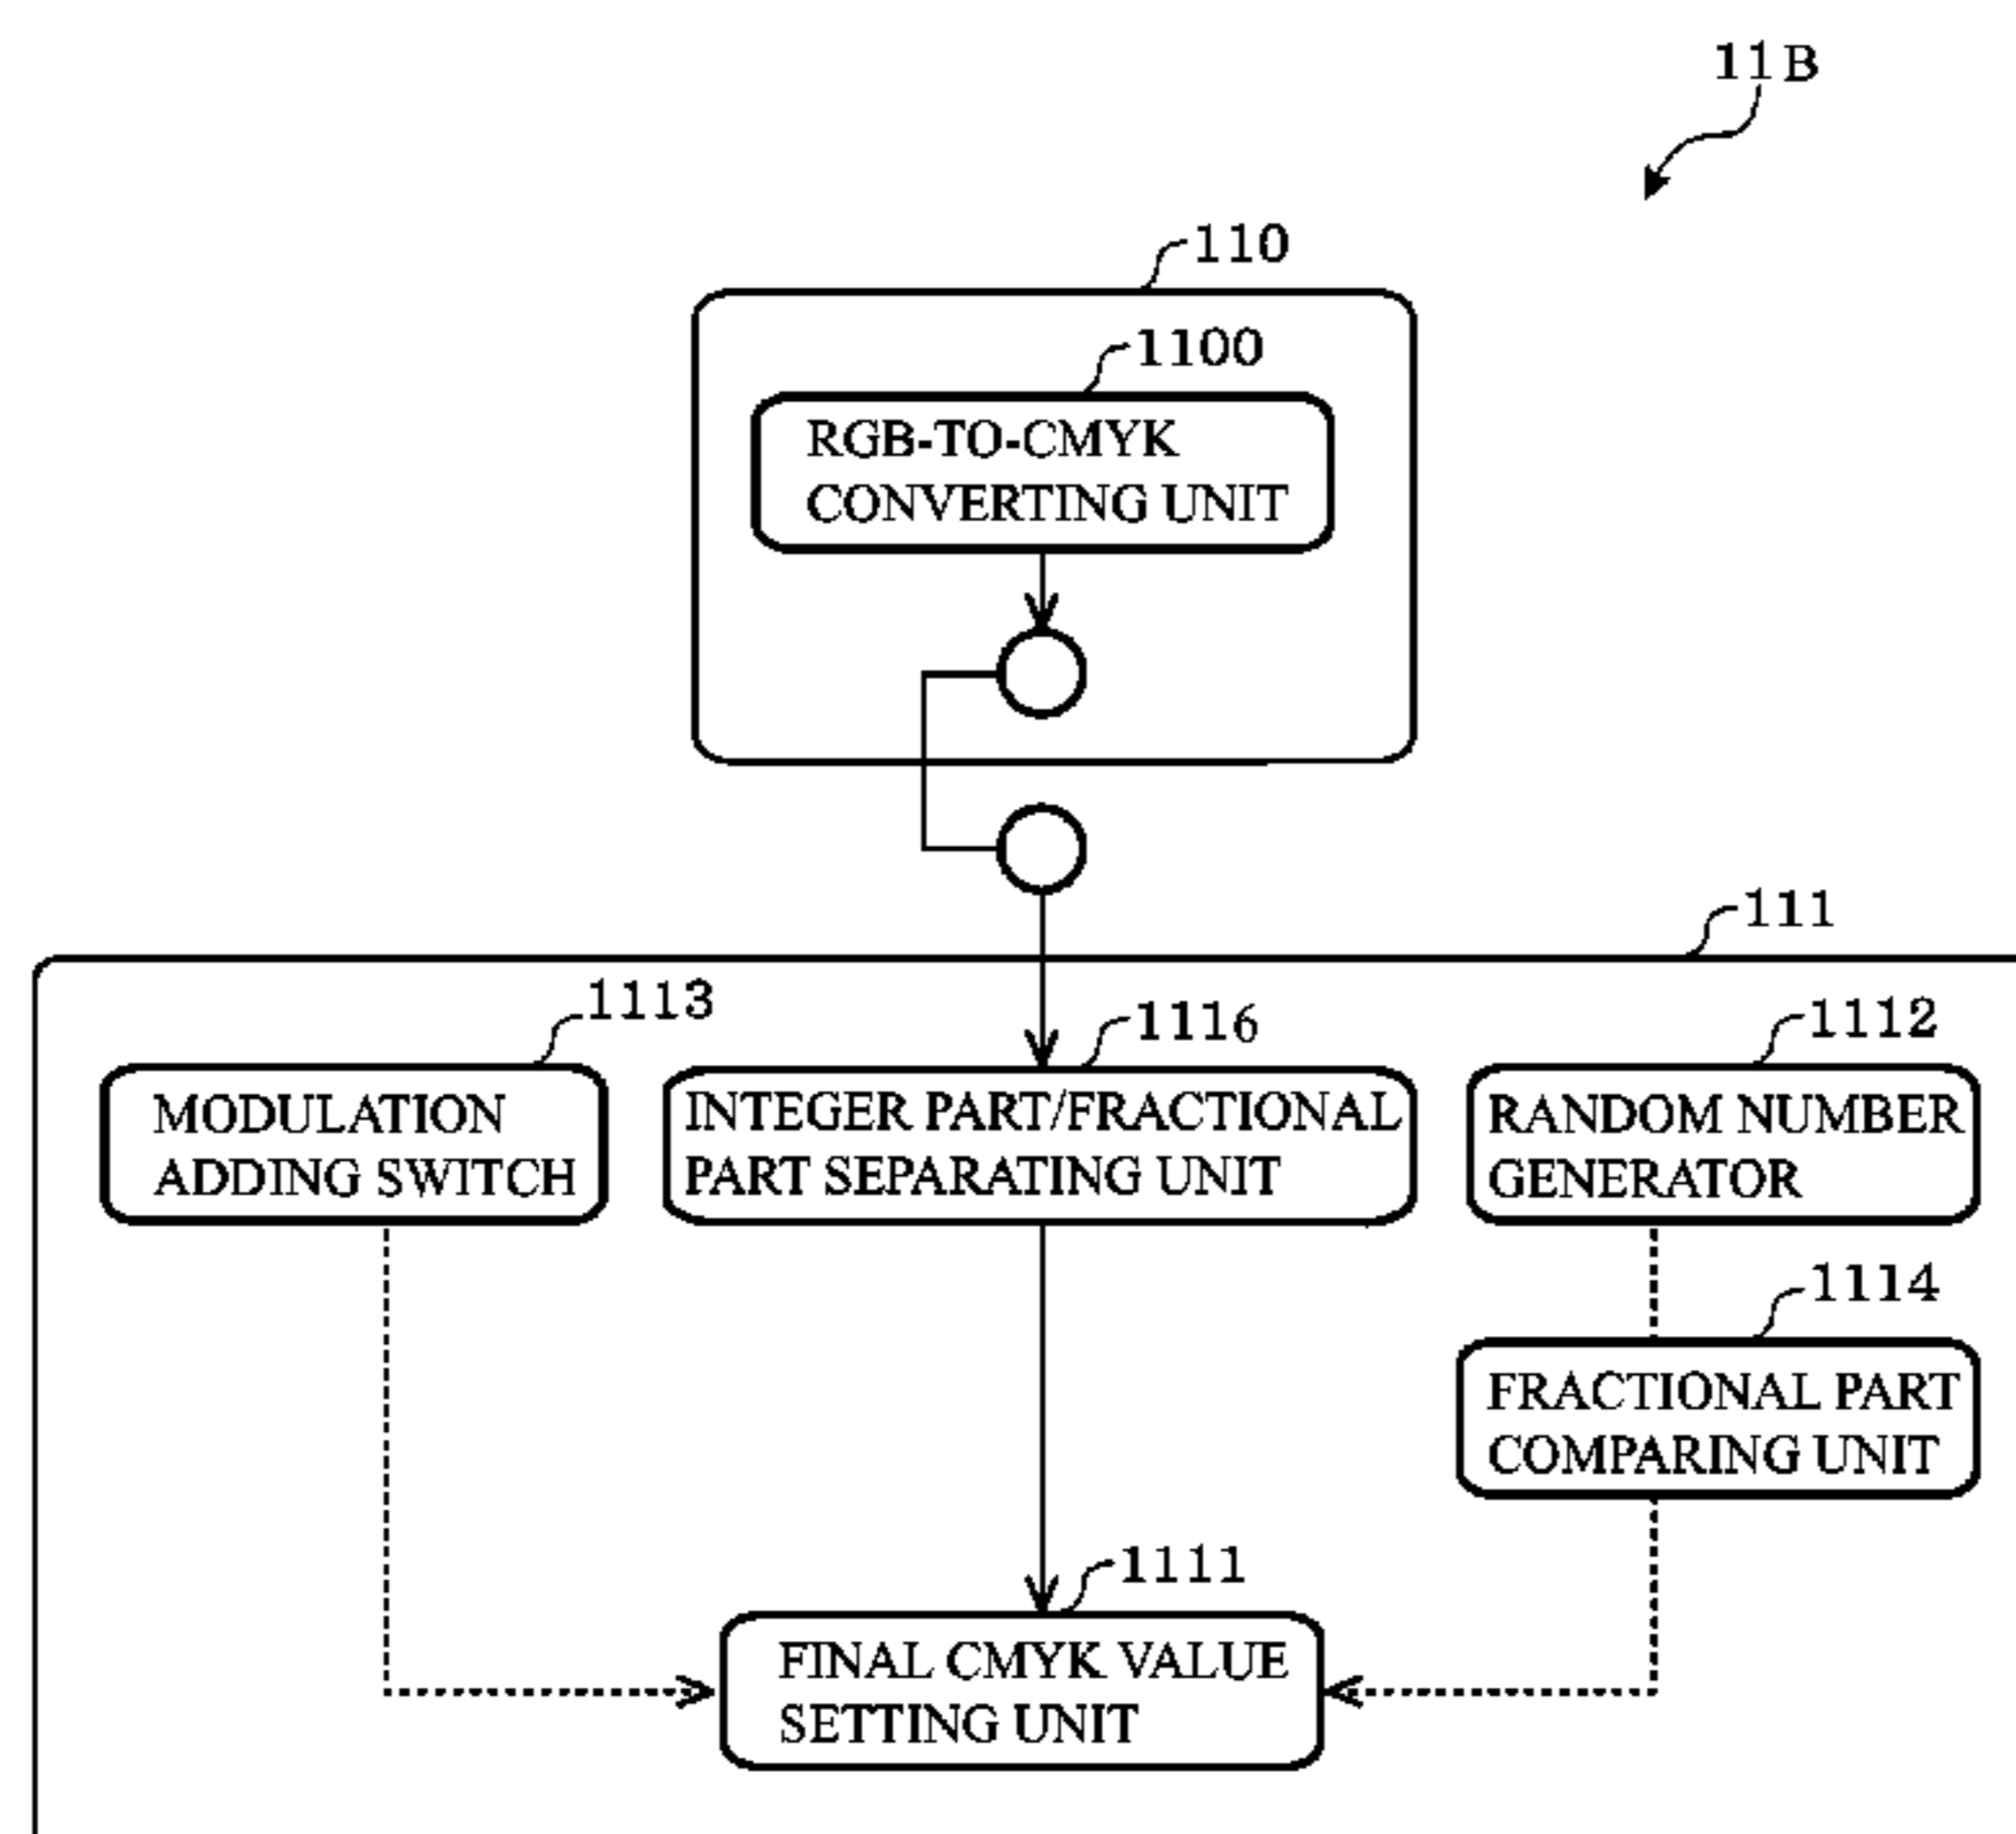 11B
110
1100
RGB-TO-CMYK
CONVERTING UNIT
111
1113
MODULATION
ADDING SWITCH
1116
INTEGER PART/FRACTIONAL
PART SEPARATING UNIT
1112
RANDOM NUMBER
GENERATOR
1114
FRACTIONAL PART
COMPARING UNIT
1111
FINAL CMYK VALUE
SETTING UNIT